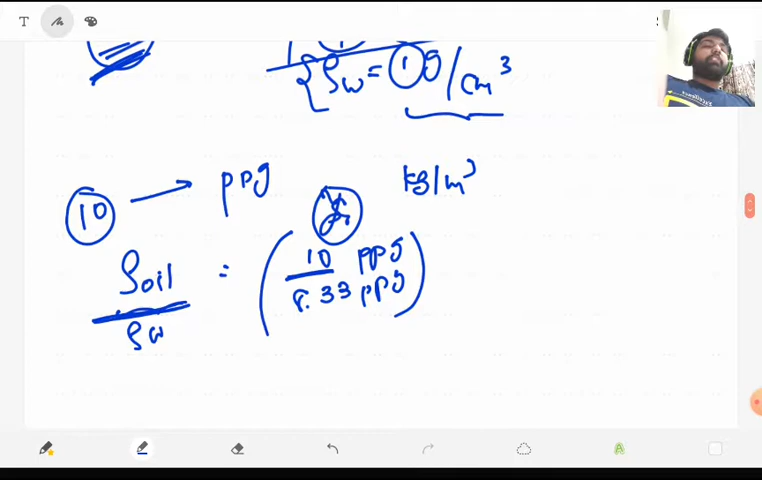 ρw = 1 g/cm³
10 → ppg kg/m³
ρoil / ρw = ( 10 ppg / 8.33 ppg )
T
A